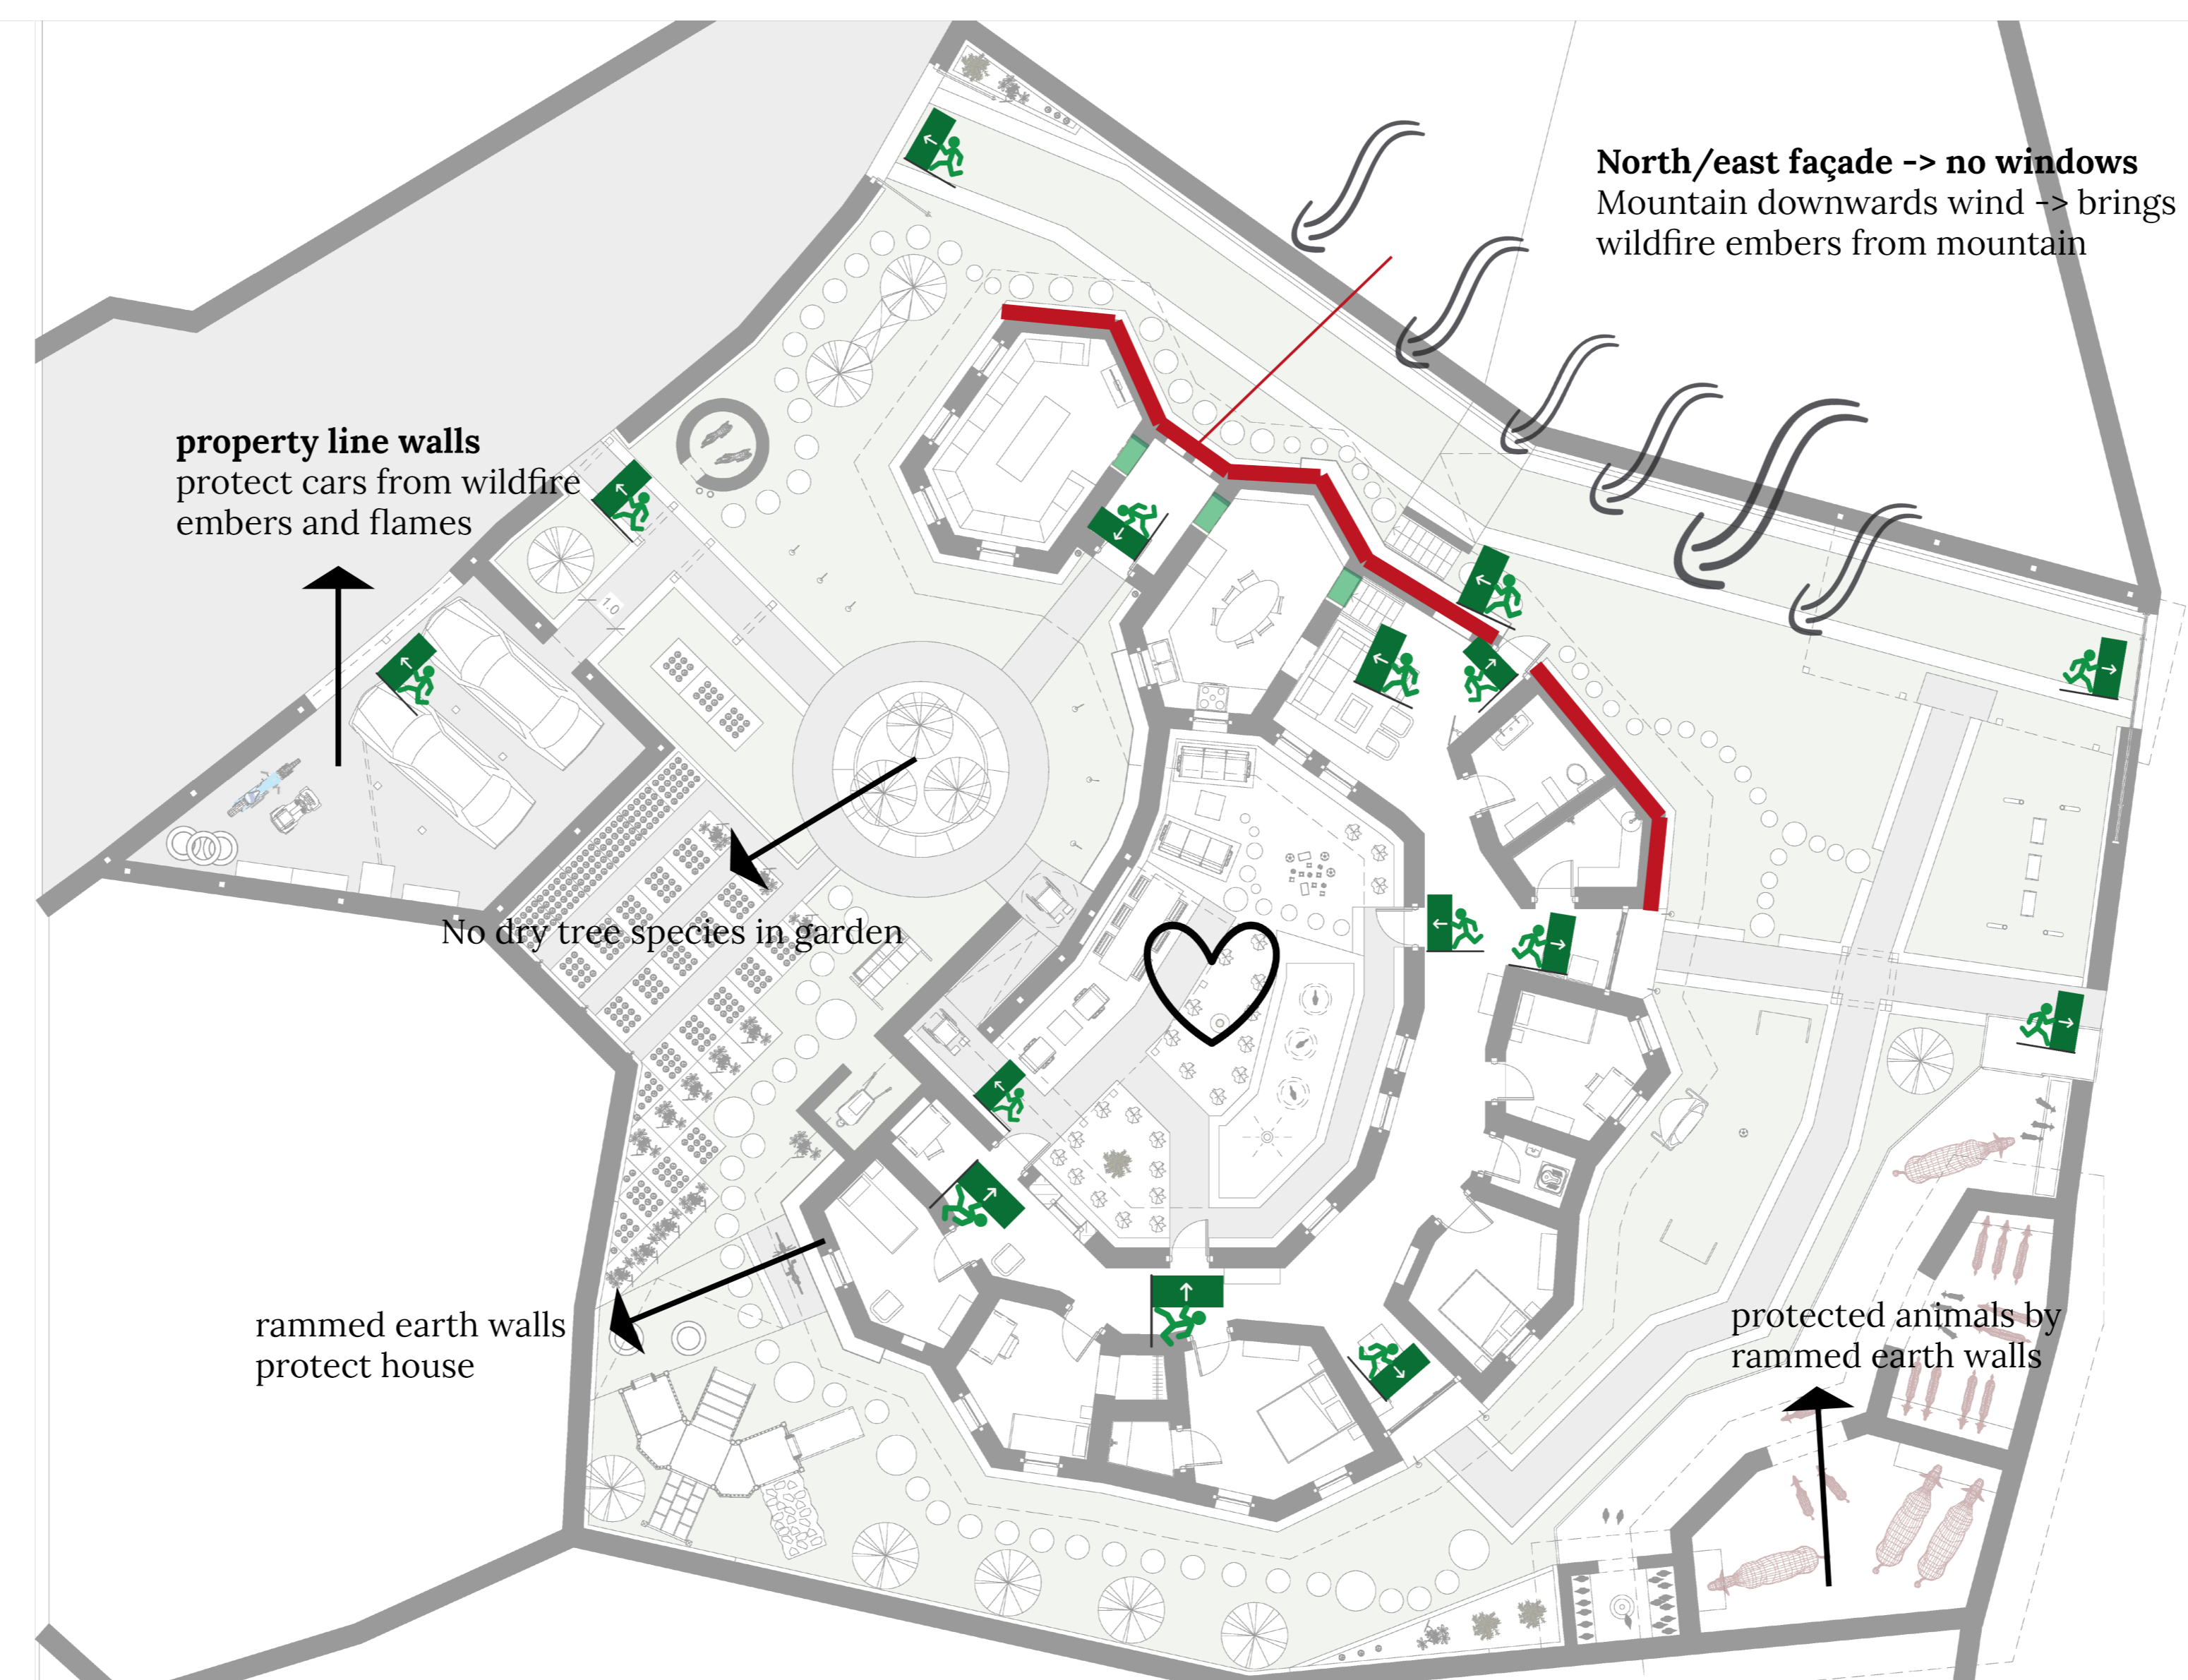 North/east façade -> no windows
Mountain downwards wind -> brings
wildfire embers from mountain
property line walls
protect cars from wildfire
embers and flames
1.0
No dry tree species in garden
rammed earth walls
protect house
protected animals by
rammed earth walls